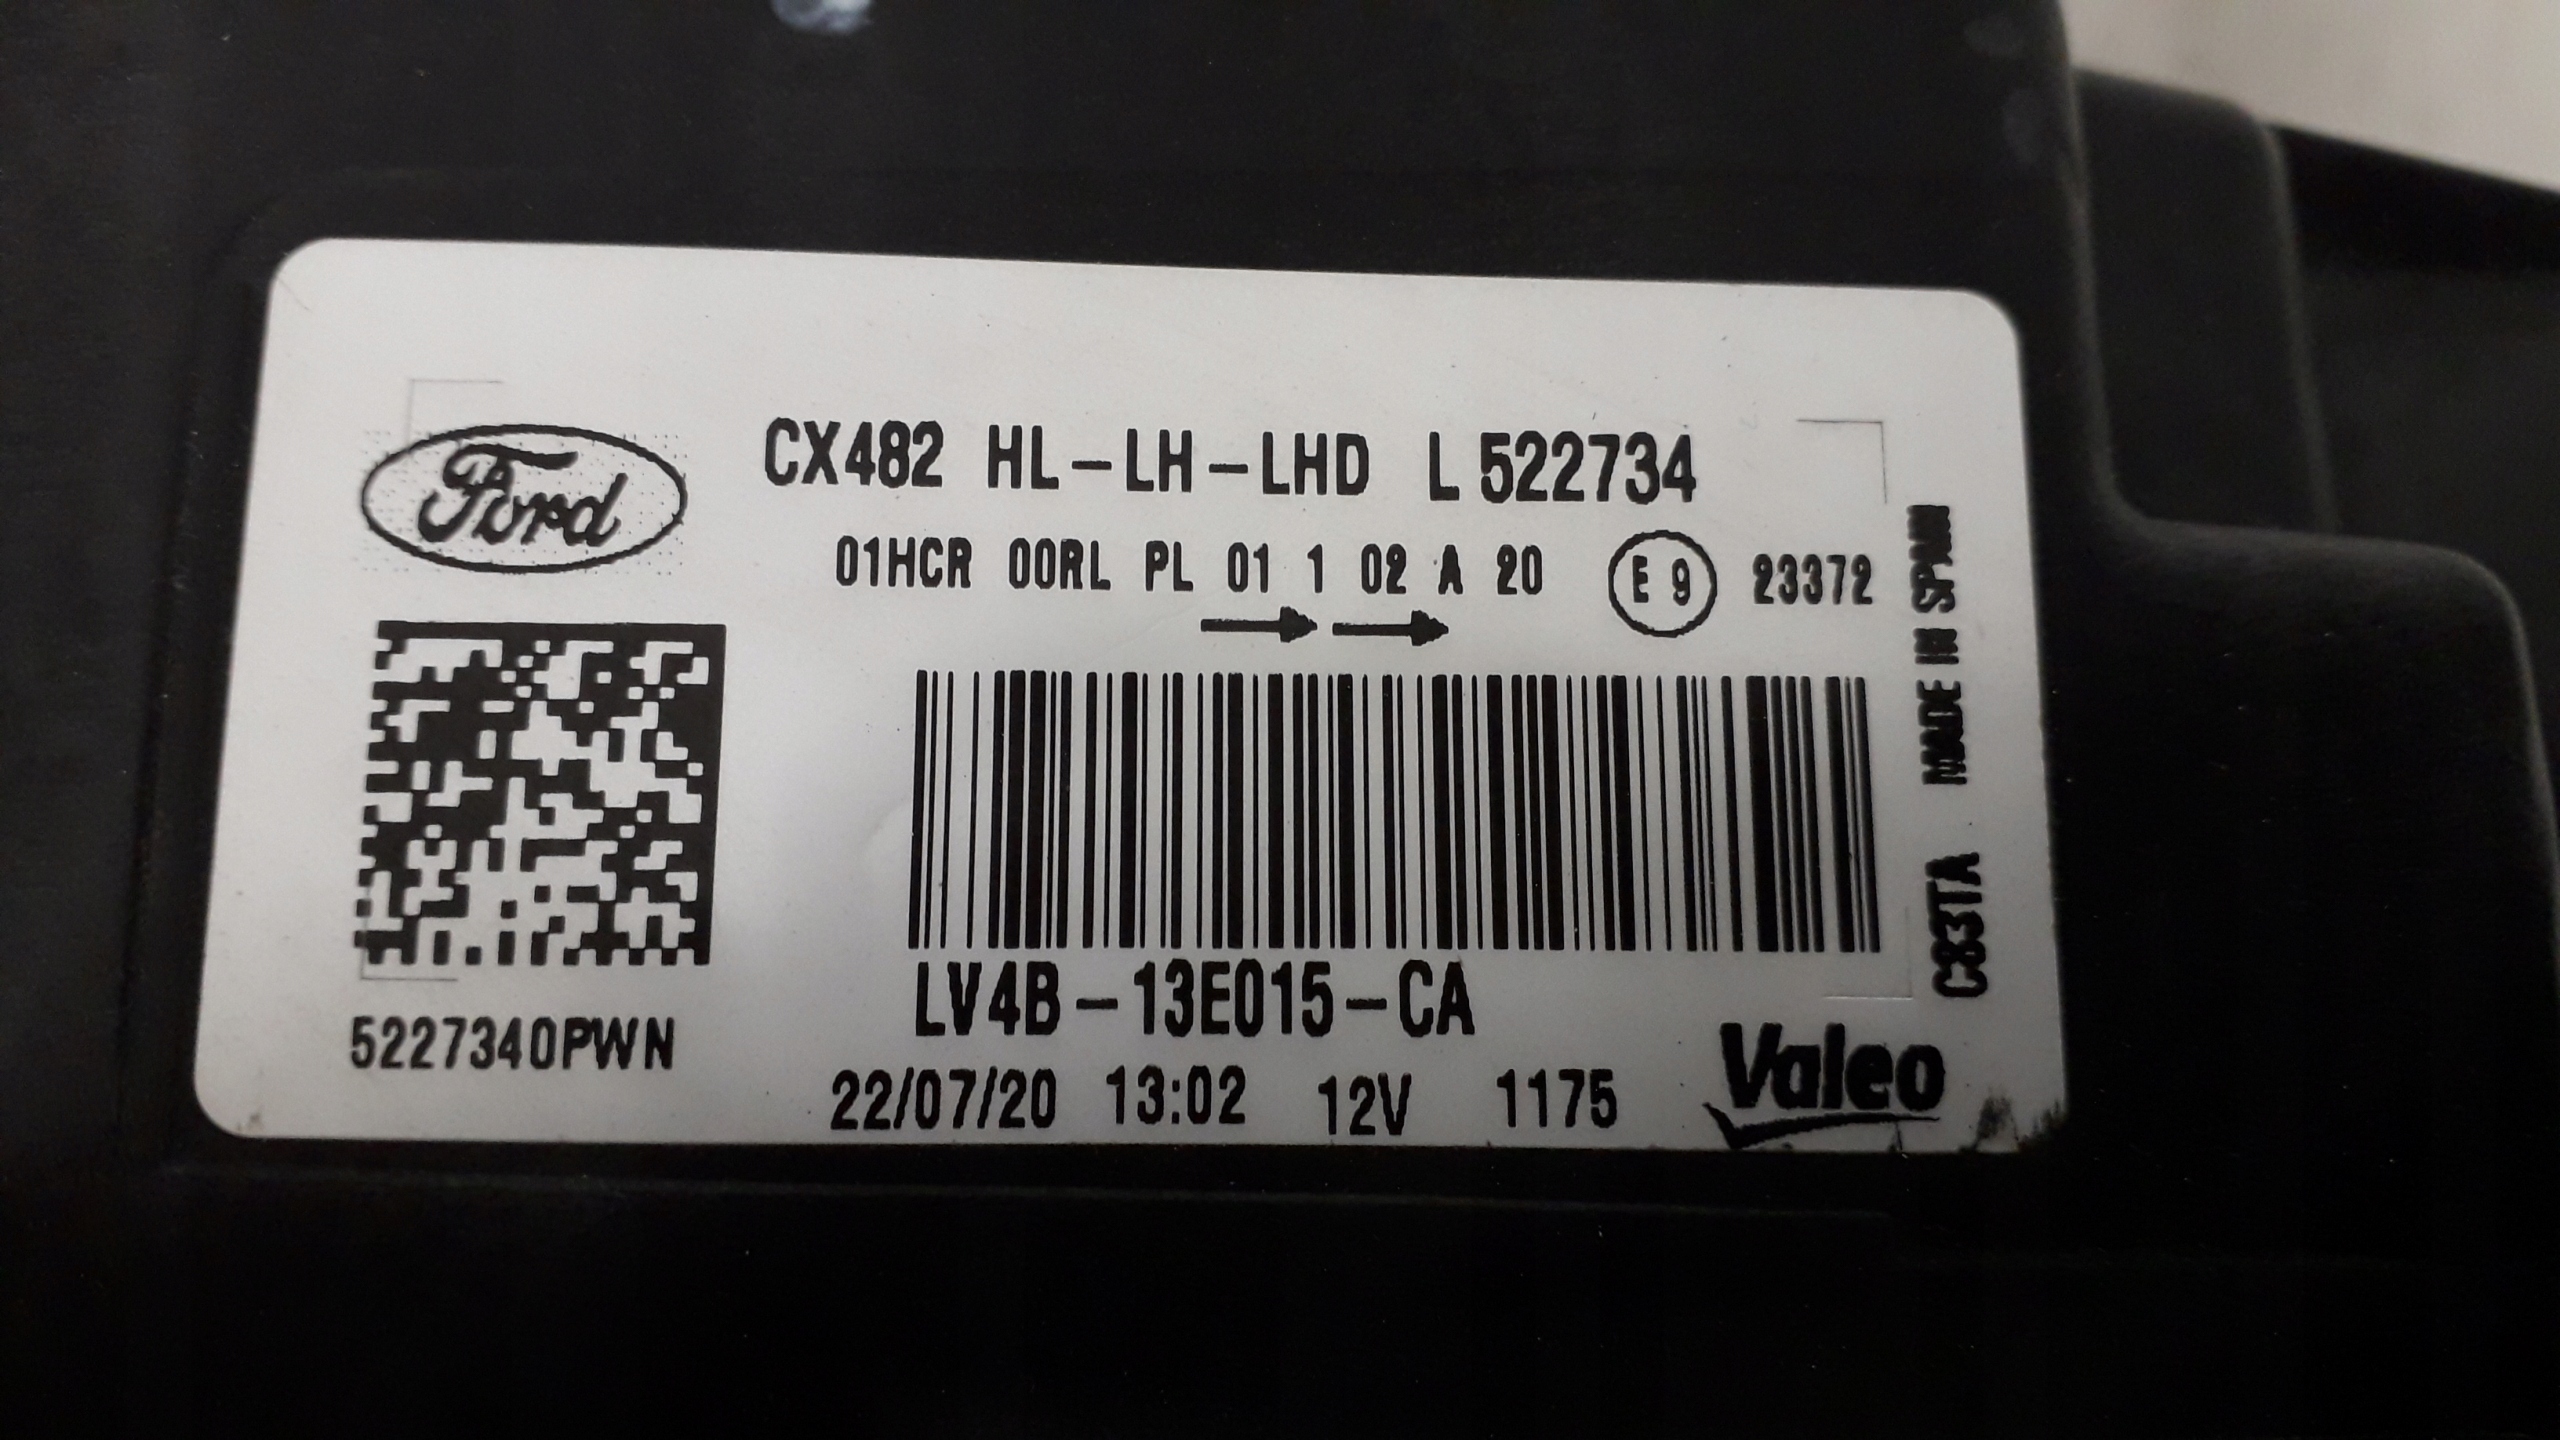 Ford
CX482 HL-LH-LHD L 522734
01HCR 00RL PL 01 1 02 A 20 E 9 23372
LV4B-13E015-CA
5227340PWN
22/07/20 13:02 12V 1175
Valeo
C83TA MADE IN SPAIN